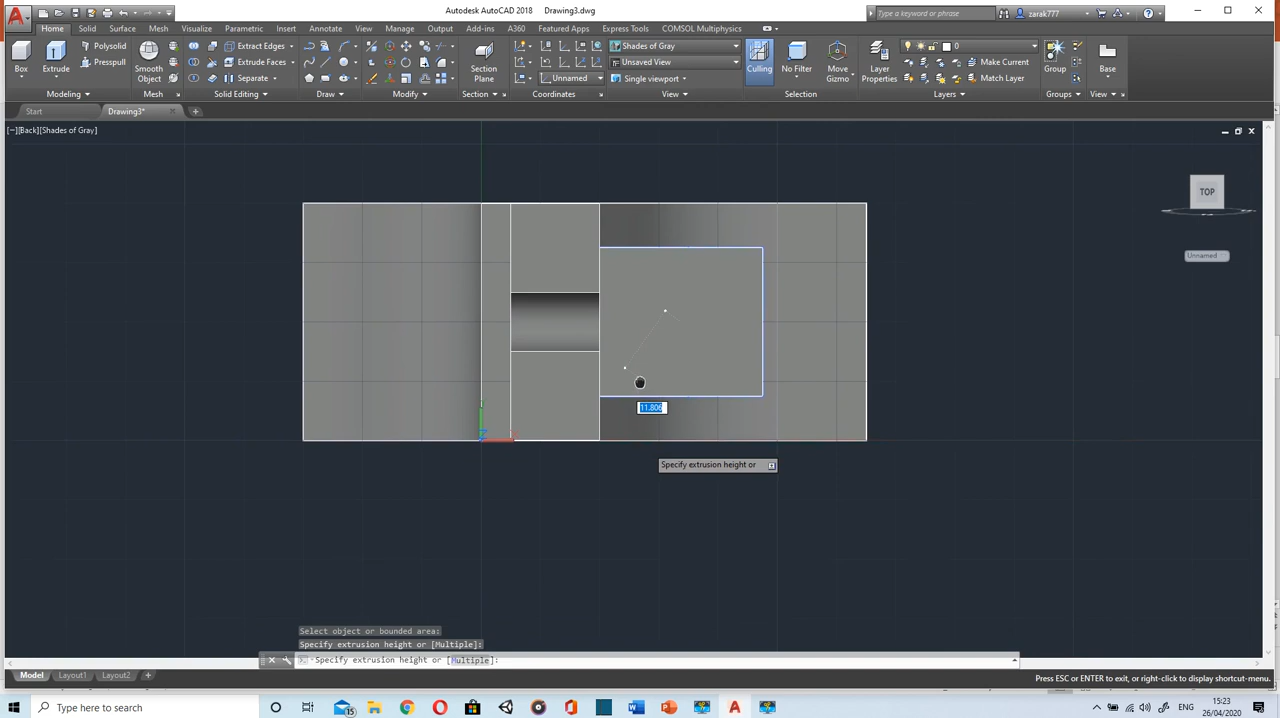 Autodesk AutoCAD 2018 Drawing3.dwg
Type a keyword or phrase
zarak777
Home Solid Surface Mesh Visualize Parametric Insert Annotate View Manage Output Add-ins A360 Featured Apps Express Tools COMSOL Multiphysics
Box
Extrude
Polysolid
Presspull
Smooth
Object
Extract Edges
Extrude Faces
Separate
Section
Plane
Unnamed
Shades of Gray
Unsaved View
Single viewport
Culling
No Filter
Move
Gizmo
Layer
Properties
0
Make Current
Match Layer
Group
Base
Modeling Mesh Solid Editing Draw Modify Section Coordinates View Selection Layers Groups View
Start Drawing3*
[−][Back][Shades of Gray]
TOP
Unnamed
11.806
Specify extrusion height or
Select object or bounded area:
Specify extrusion height or [Multiple]:
Specify extrusion height or [Multiple]:
Model Layout1 Layout2
Press ESC or ENTER to exit, or right-click to display shortcut-menu.
Type here to search
15
ENG
15:23
26/04/2020